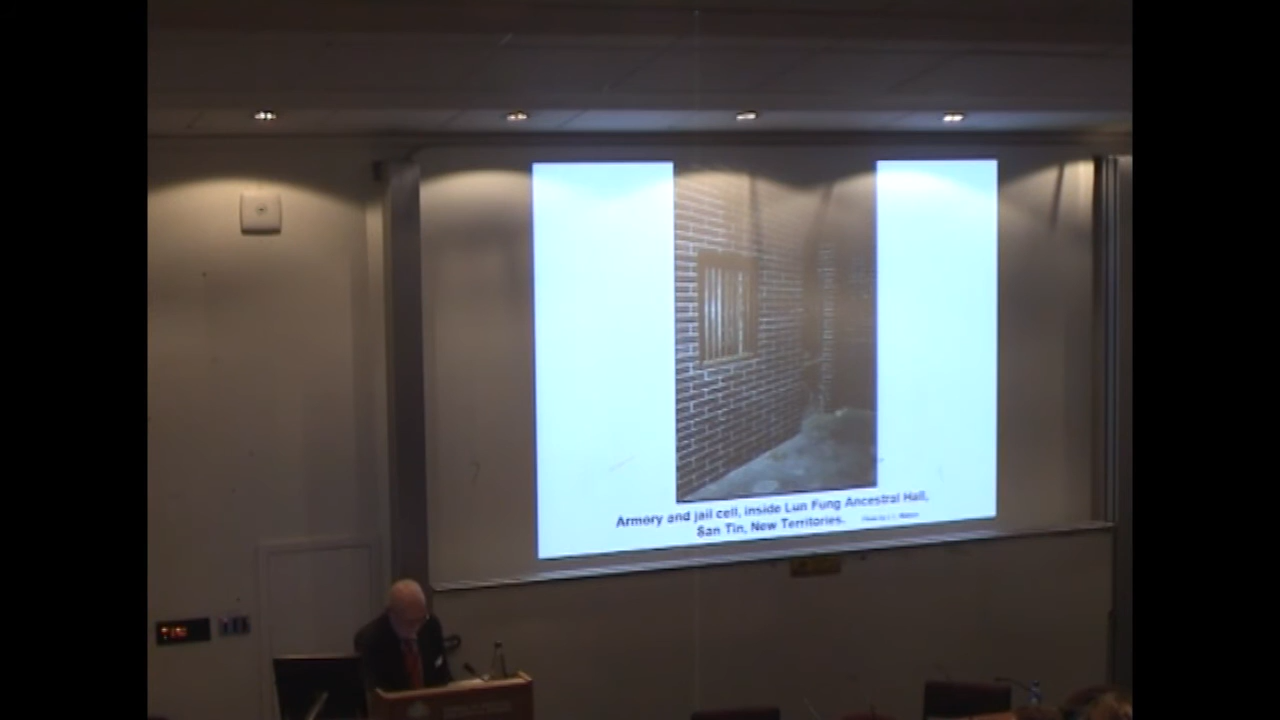 Armory and jail cell, inside Lun Fung Ancestral Hall,
San Tin, New Territories.